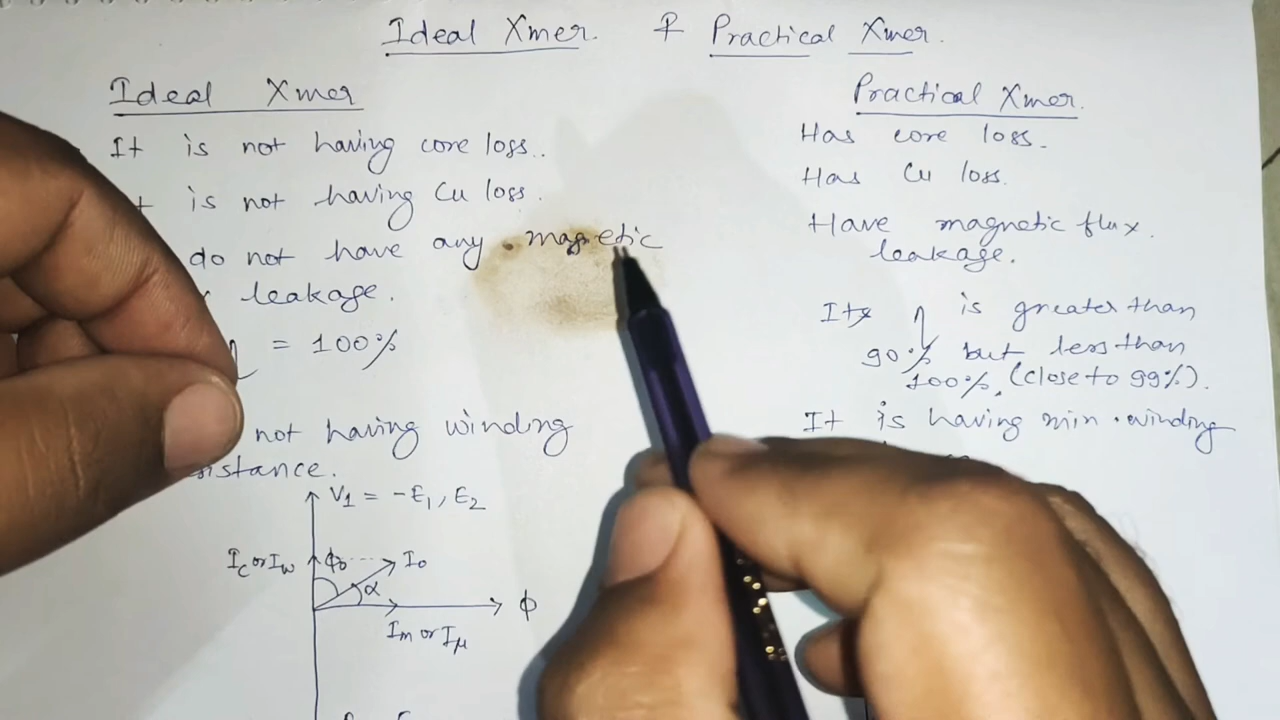 Ideal Xmer. & Practical Xmer.
Ideal Xmer
It is not having core loss..
is not having Cu loss.
do not have any magnetic
leakage.
η = 100%
not having winding
V1 = -E1, E2
Ic or Iw
ϕ0
I0
α
ϕ
Im or Iμ
Practical Xmer.
Has core loss.
Has Cu loss.
Have magnetic flux.
leakage.
Its η is greater than
90% but less than
100%. (close to 99%).
It is having min. winding